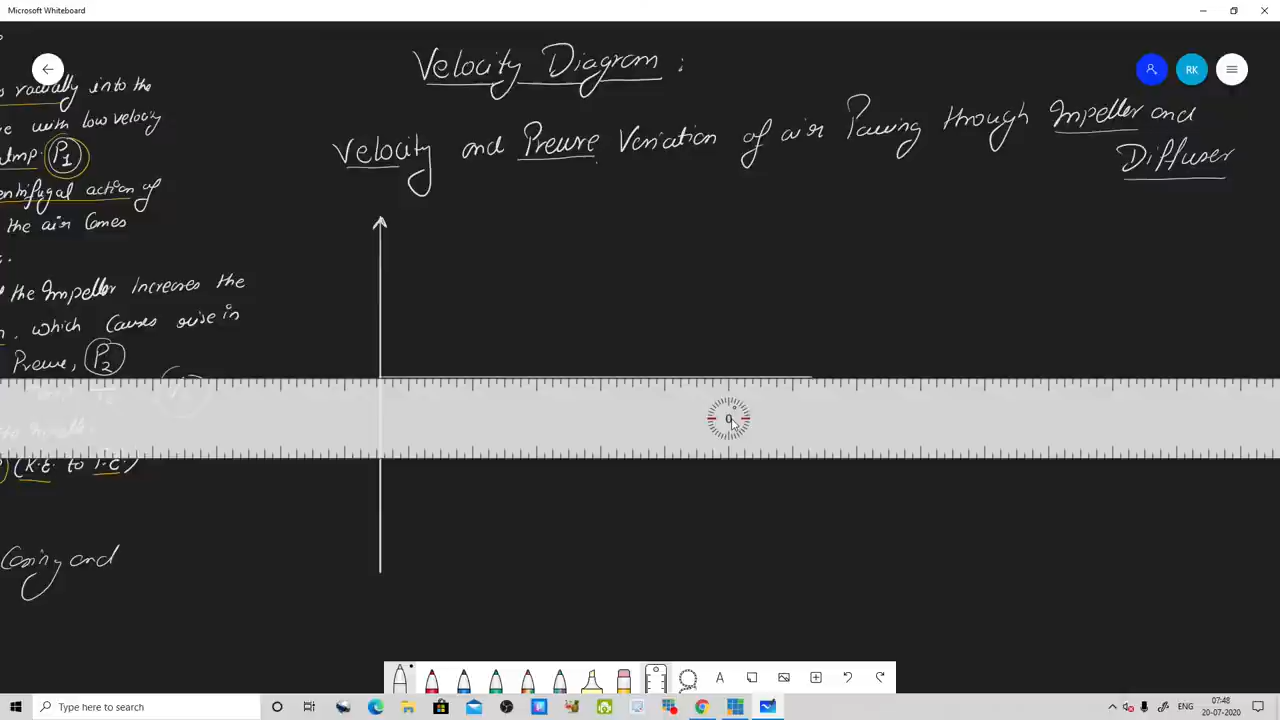 Microsoft Whiteboard
Velocity Diagram :
RK
s radially into the
with low velocity
P1
Velocity and Pressure Variation of air Passing through Impeller and
Diffuser
centrifugal action of
the air Comes
the Impeller increases the
which Causes rise in
Pressure, P2
0°
(K.E. to P.E.)
Casing and
A
Type here to search
ENG
07:48
20-07-2020